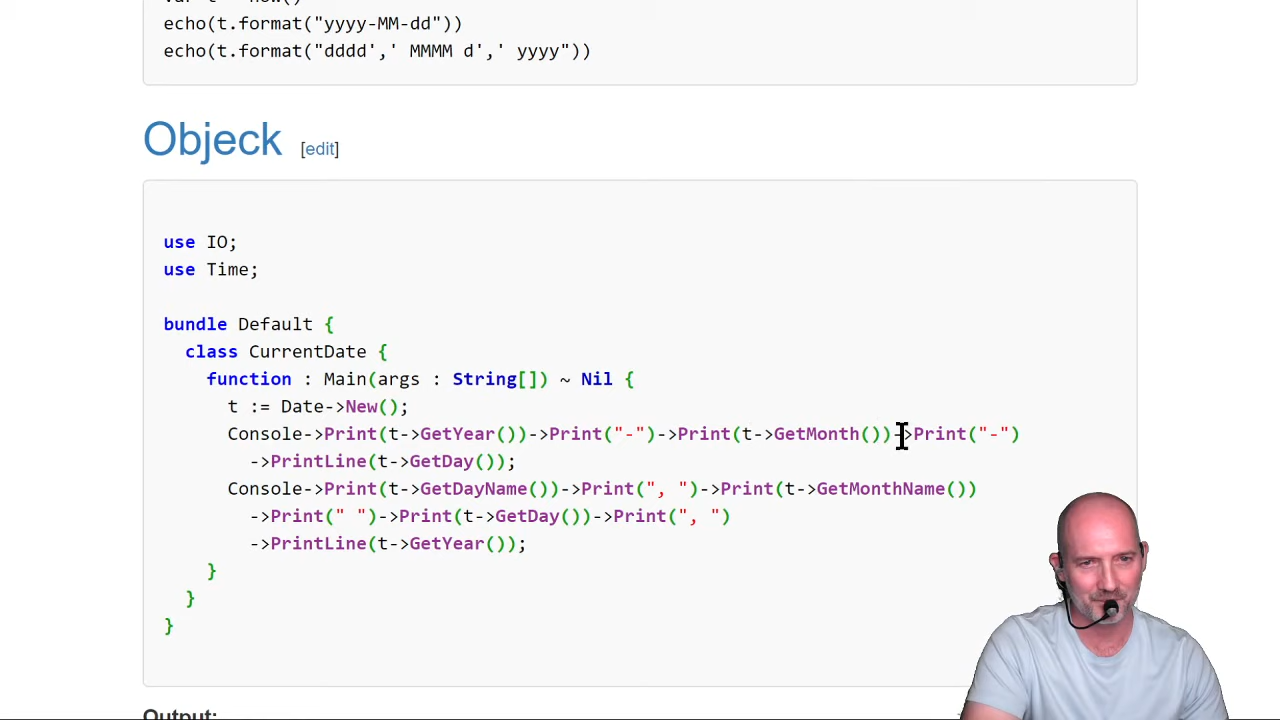 echo(t.format("yyyy-MM-dd"))
echo(t.format("dddd',' MMMM d',' yyyy"))
Objeck [edit]
use IO;
use Time;
bundle Default {
class CurrentDate {
function : Main(args : String[]) ~ Nil {
t := Date->New();
Console->Print(t->GetYear())->Print("-")->Print(t->GetMonth())->Print("-")
->PrintLine(t->GetDay());
Console->Print(t->GetDayName())->Print(", ")->Print(t->GetMonthName())
->Print(" ")->Print(t->GetDay())->Print(", ")
->PrintLine(t->GetYear());
}
}
}
Output: